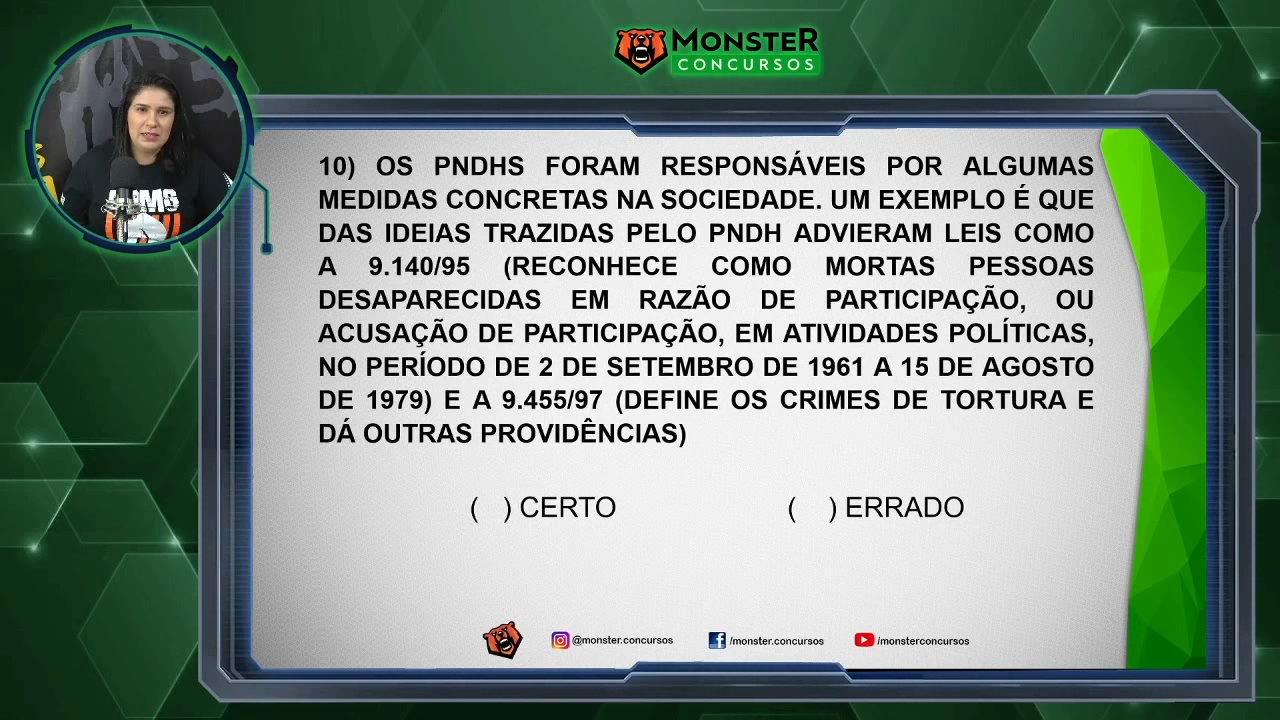 MONSTER
CONCURSOS
10) OS PNDHS FORAM RESPONSÁVEIS POR ALGUMAS
MEDIDAS CONCRETAS NA SOCIEDADE. UM EXEMPLO É QUE
DAS IDEIAS TRAZIDAS PELO PNDH ADVIERAM LEIS COMO
A 9.140/95 (RECONHECE COMO MORTAS PESSOAS
DESAPARECIDAS EM RAZÃO DE PARTICIPAÇÃO, OU
ACUSAÇÃO DE PARTICIPAÇÃO, EM ATIVIDADES POLÍTICAS,
NO PERÍODO DE 2 DE SETEMBRO DE 1961 A 15 DE AGOSTO
DE 1979) E A 9.455/97 (DEFINE OS CRIMES DE TORTURA E
DÁ OUTRAS PROVIDÊNCIAS)
( ) CERTO ( ) ERRADO
@monster.concursos /monster.concursos /monsterconcursos